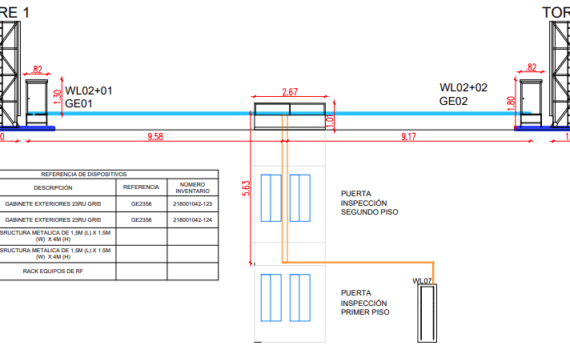 RE 1
TOR
.82
.82
WL02+01
GE01
1.30
2.67
WL02+02
GE02
1.80
1.01
9.58
9.17
5.63
REFERENCIA DE DISPOSITIVOS
DESCRIPCIÓN REFERENCIA NÚMERO INVENTARIO
GABINETE EXTERIORES 23RU GRIS GE2358 218001042-123
GABINETE EXTERIORES 23RU GRIS GE2358 218001042-124
SRUCTURA METALICA DE 1,5M (L) X 1.5M
(W) X 4M (H)
SRUCTURA METALICA DE 1,5M (L) X 1.5M
(W) X 4M (H)
RACK EQUIPOS DE RF
PUERTA
INSPECCIÓN
SEGUNDO PISO
PUERTA
INSPECCIÓN
PRIMER PISO
WL07